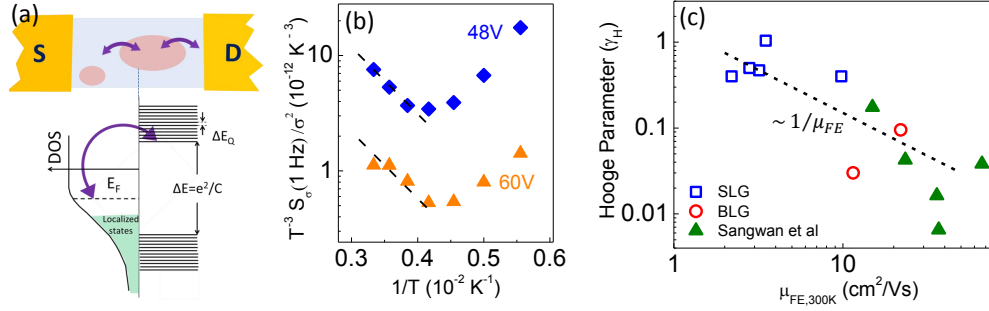 (a)
S
D
DOS
ΔE_Q
E_F
ΔE=e²/C
Localized
states
(b)
T⁻³ S_σ(1 Hz)/σ² (10⁻¹² K⁻³)
10
1
48V
60V
0.3 0.4 0.5 0.6
1/T (10⁻² K⁻¹)
(c)
Hooge Parameter (γ_H)
1
0.1
0.01
~ 1/μ_FE
SLG
BLG
Sangwan et al
1 10
μ_FE,300K (cm²/Vs)